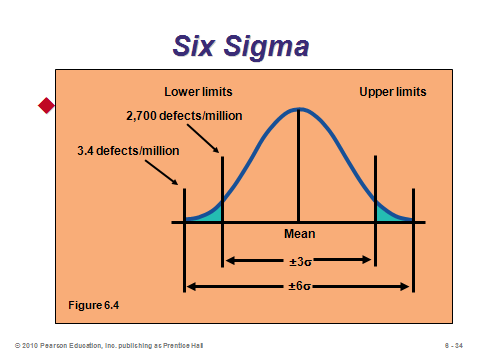 Six Sigma
Lower limits
Upper limits
2,700 defects/million
3.4 defects/million
Mean
±3σ
±6σ
Figure 6.4
© 2010 Pearson Education, Inc. publishing as Prentice Hall
6 - 34